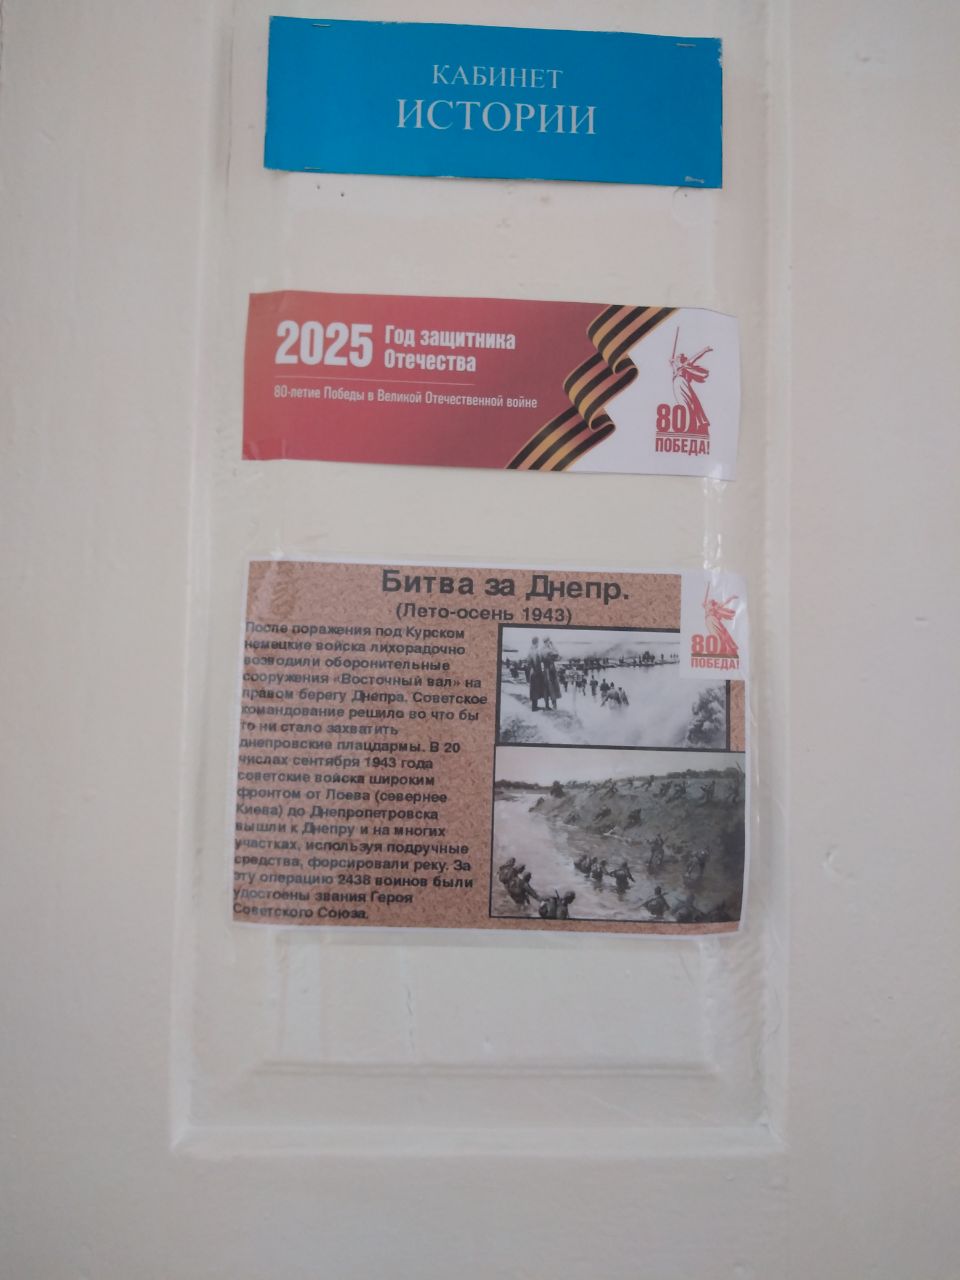 КАБИНЕТ
ИСТОРИИ
2025 Год защитника
Отечества
80-летие Победы в Великой Отечественной войне
80
ПОБЕДА!
Битва за Днепр.
(Лето-осень 1943)
80
ПОБЕДА!
После поражения под Курском
немецкие войска лихорадочно
возводили оборонительные
сооружения «Восточный вал» на
правом берегу Днепра. Советское
командование решило во что бы
то ни стало захватить
днепровские плацдармы. В 20
числах сентября 1943 года
советские войска широким
фронтом от Лоева (севернее
Киева) до Днепропетровска
вышли к Днепру и на многих
участках, используя подручные
средства, форсировали реку. За
эту операцию 2438 воинов были
удостоены звания Героя
Советского Союза.